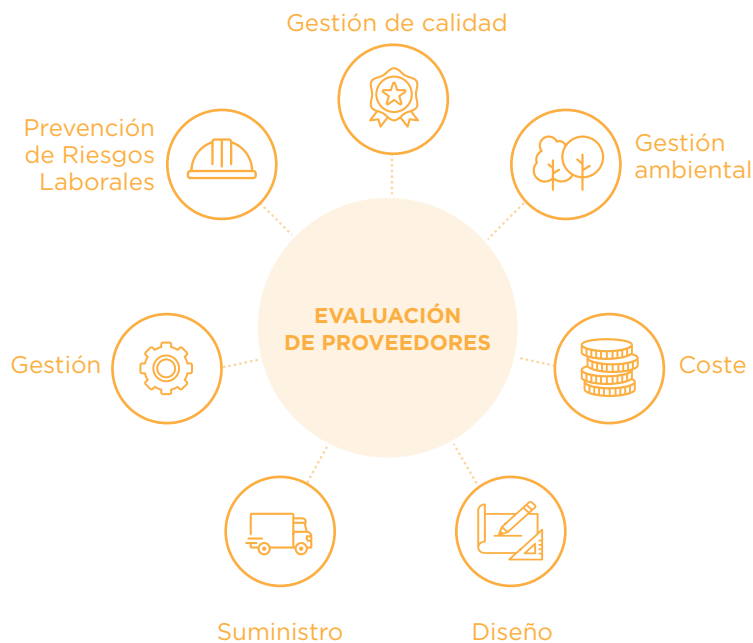 Gestión de calidad
Prevención
de Riesgos
Laborales
Gestión
ambiental
EVALUACIÓN
DE PROVEEDORES
Gestión
Coste
Suministro
Diseño